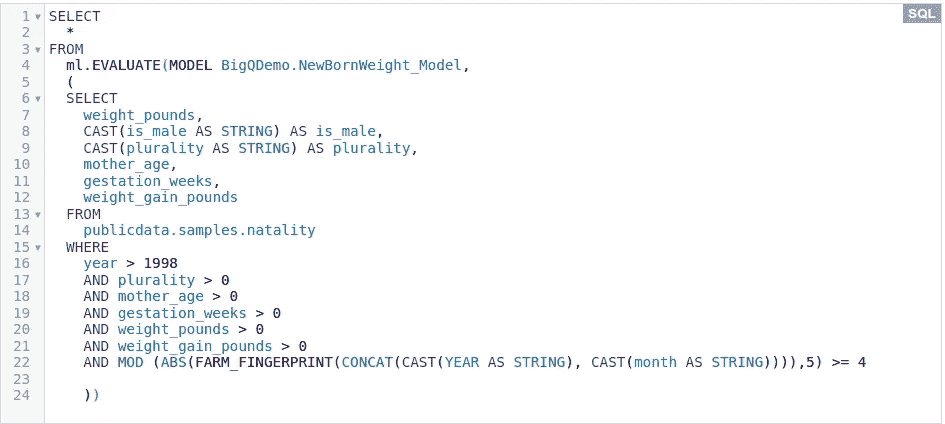 SQL
1 SELECT
2 *
3 FROM
4 ml.EVALUATE(MODEL BigQDemo.NewBornWeight_Model,
5 (
6 SELECT
7 weight_pounds,
8 CAST(is_male AS STRING) AS is_male,
9 CAST(plurality AS STRING) AS plurality,
10 mother_age,
11 gestation_weeks,
12 weight_gain_pounds
13 FROM
14 publicdata.samples.natality
15 WHERE
16 year > 1998
17 AND plurality > 0
18 AND mother_age > 0
19 AND gestation_weeks > 0
20 AND weight_pounds > 0
21 AND weight_gain_pounds > 0
22 AND MOD (ABS(FARM_FINGERPRINT(CONCAT(CAST(YEAR AS STRING), CAST(month AS STRING)))),5) >= 4
23
24 ))